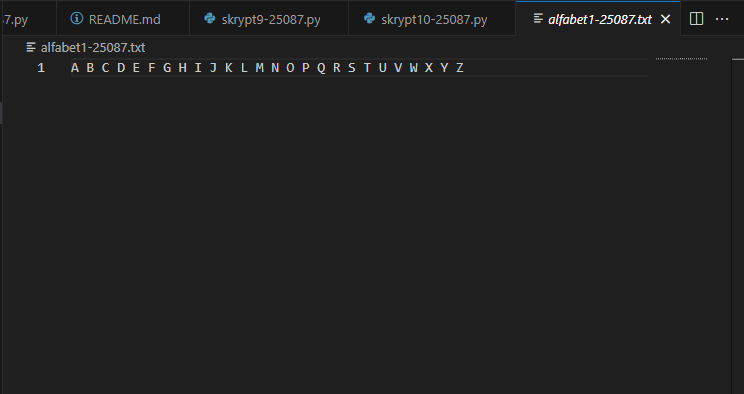 7.py README.md skrypt9-25087.py skrypt10-25087.py alfabet1-25087.txt
alfabet1-25087.txt
1 A B C D E F G H I J K L M N O P Q R S T U V W X Y Z